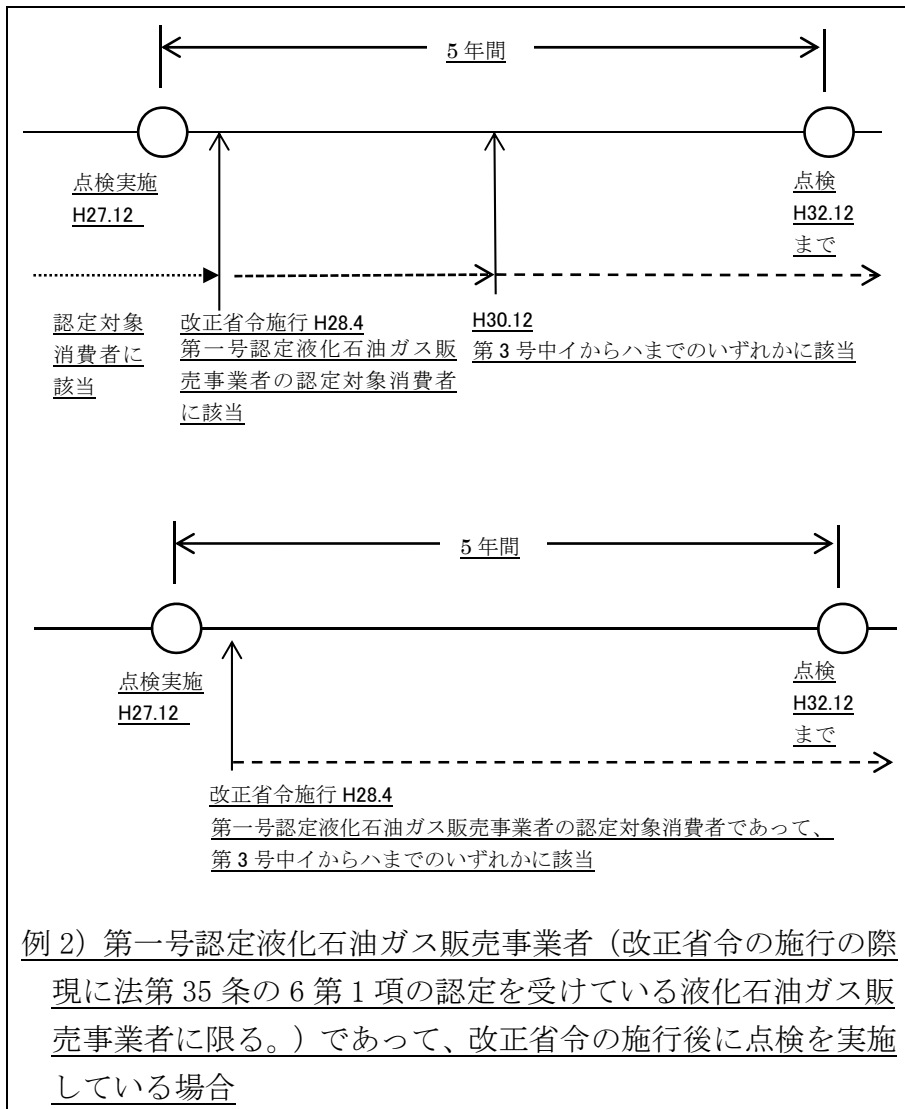 5 年間
点検実施
H27.12
点検
H32.12
まで
認定対象
消費者に
該当
改正省令施行 H28.4
第一号認定液化石油ガス販
売事業者の認定対象消費者
に該当
H30.12
第 3 号中イからハまでのいずれかに該当
5 年間
点検実施
H27.12
点検
H32.12
まで
改正省令施行 H28.4
第一号認定液化石油ガス販売事業者の認定対象消費者であって、
第 3 号中イからハまでのいずれかに該当
例 2）第一号認定液化石油ガス販売事業者（改正省令の施行の際
現に法第 35 条の 6 第 1 項の認定を受けている液化石油ガス販
売事業者に限る。）であって、改正省令の施行後に点検を実施
している場合